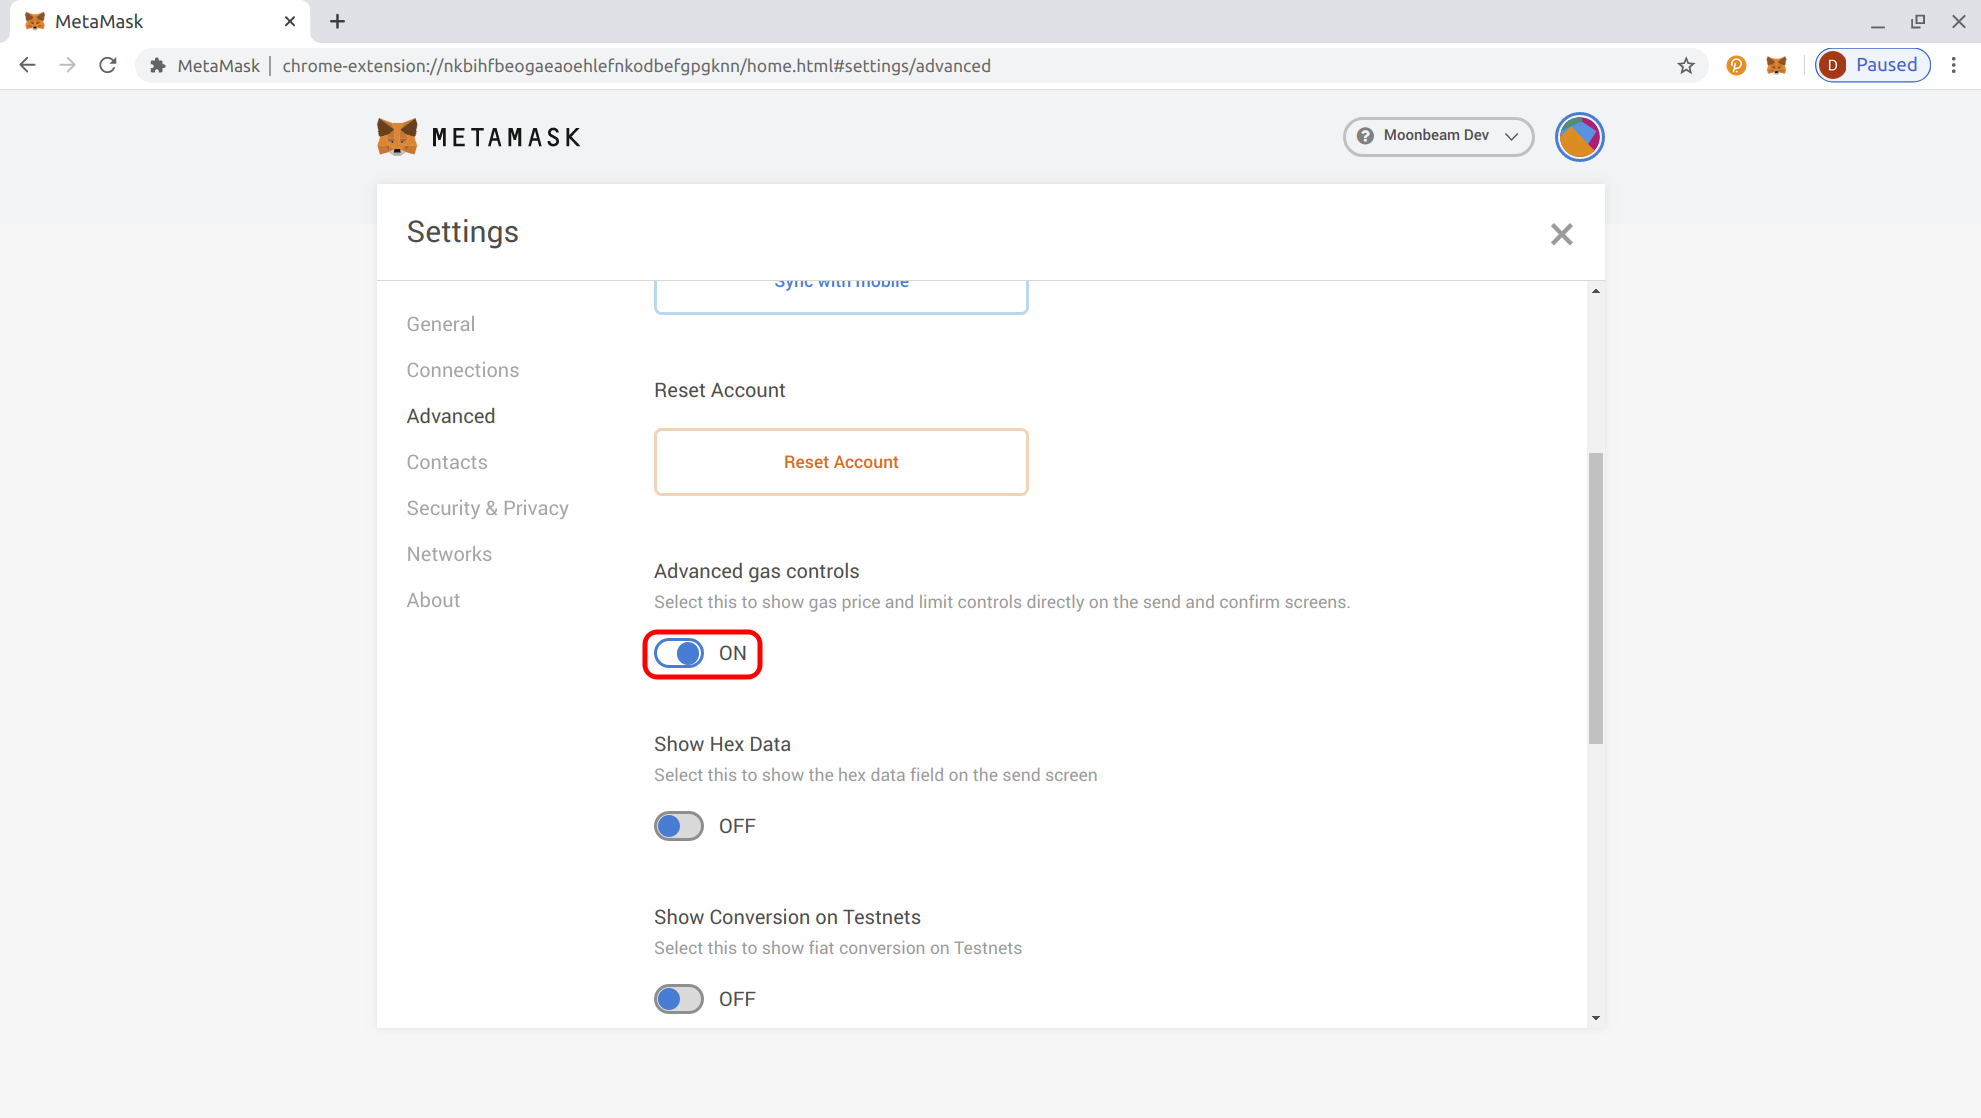 MetaMask
MetaMask | chrome-extension://nkbihfbeogaeaoehlefnkodbefgpgknn/home.html#settings/advanced
D Paused
METAMASK
Moonbeam Dev
Settings
Sync with mobile
General
Connections
Advanced
Contacts
Security & Privacy
Networks
About
Reset Account
Reset Account
Advanced gas controls
Select this to show gas price and limit controls directly on the send and confirm screens.
ON
Show Hex Data
Select this to show the hex data field on the send screen
OFF
Show Conversion on Testnets
Select this to show fiat conversion on Testnets
OFF